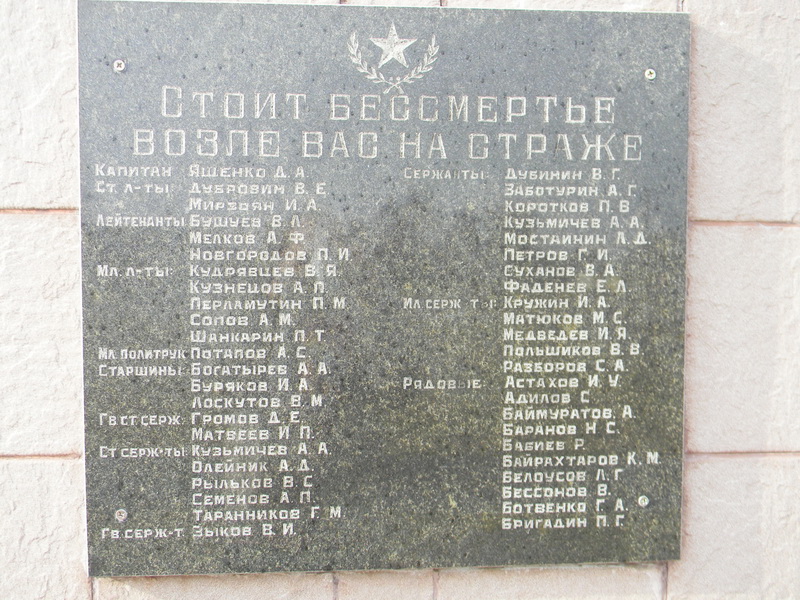 Стоит бессмертье
возле вас на страже
Капитан Ященко Д. А.
Ст. л-ты: Дубровин В. Е.
Мирзоян И. А.
Лейтенанты: Бушуев В. Л.
Мелков А. Ф.
Новгородов П. И.
Мл. л-ты: Кудрявцев В. Я.
Кузнецов А. П.
Перламутин П. М.
Сопов А. М.
Шанкарин П. Т.
Мл. политрук Потапов А. С.
Старшины: Богатырев А. А.
Буряков И. А.
Лоскутов В. М.
Гв. ст. серж. Громов Д. Е.
Матвеев И. П.
Ст. серж-ты: Кузьмичев А. А.
Олейник А. Д.
Рыльков В. С.
Семенов А. П.
Таранников Г. М.
Гв. серж-т. Зыков В. И.
Сержанты: Дубинин В. Г.
Заботурин А. Г.
Коротков П. В.
Кузьмичев А. А.
Мостаинин Л. Д.
Петров Г. И.
Суханов В. А.
Фаденев Е. Л.
Мл. серж-ты: Кружин И. А.
Матюков М. С.
Медведев И. Я.
Польшиков В. В.
Разборов С. А.
Рядовые: Астахов И. У.
Адилов С.
Баймуратов. А.
Баранов Н. С.
Бабиев Р.
Байрахтаров К. М.
Белоусов Л. Г.
Бессонов В.
Ботвенко Г. А.
Бригадин П. Г.